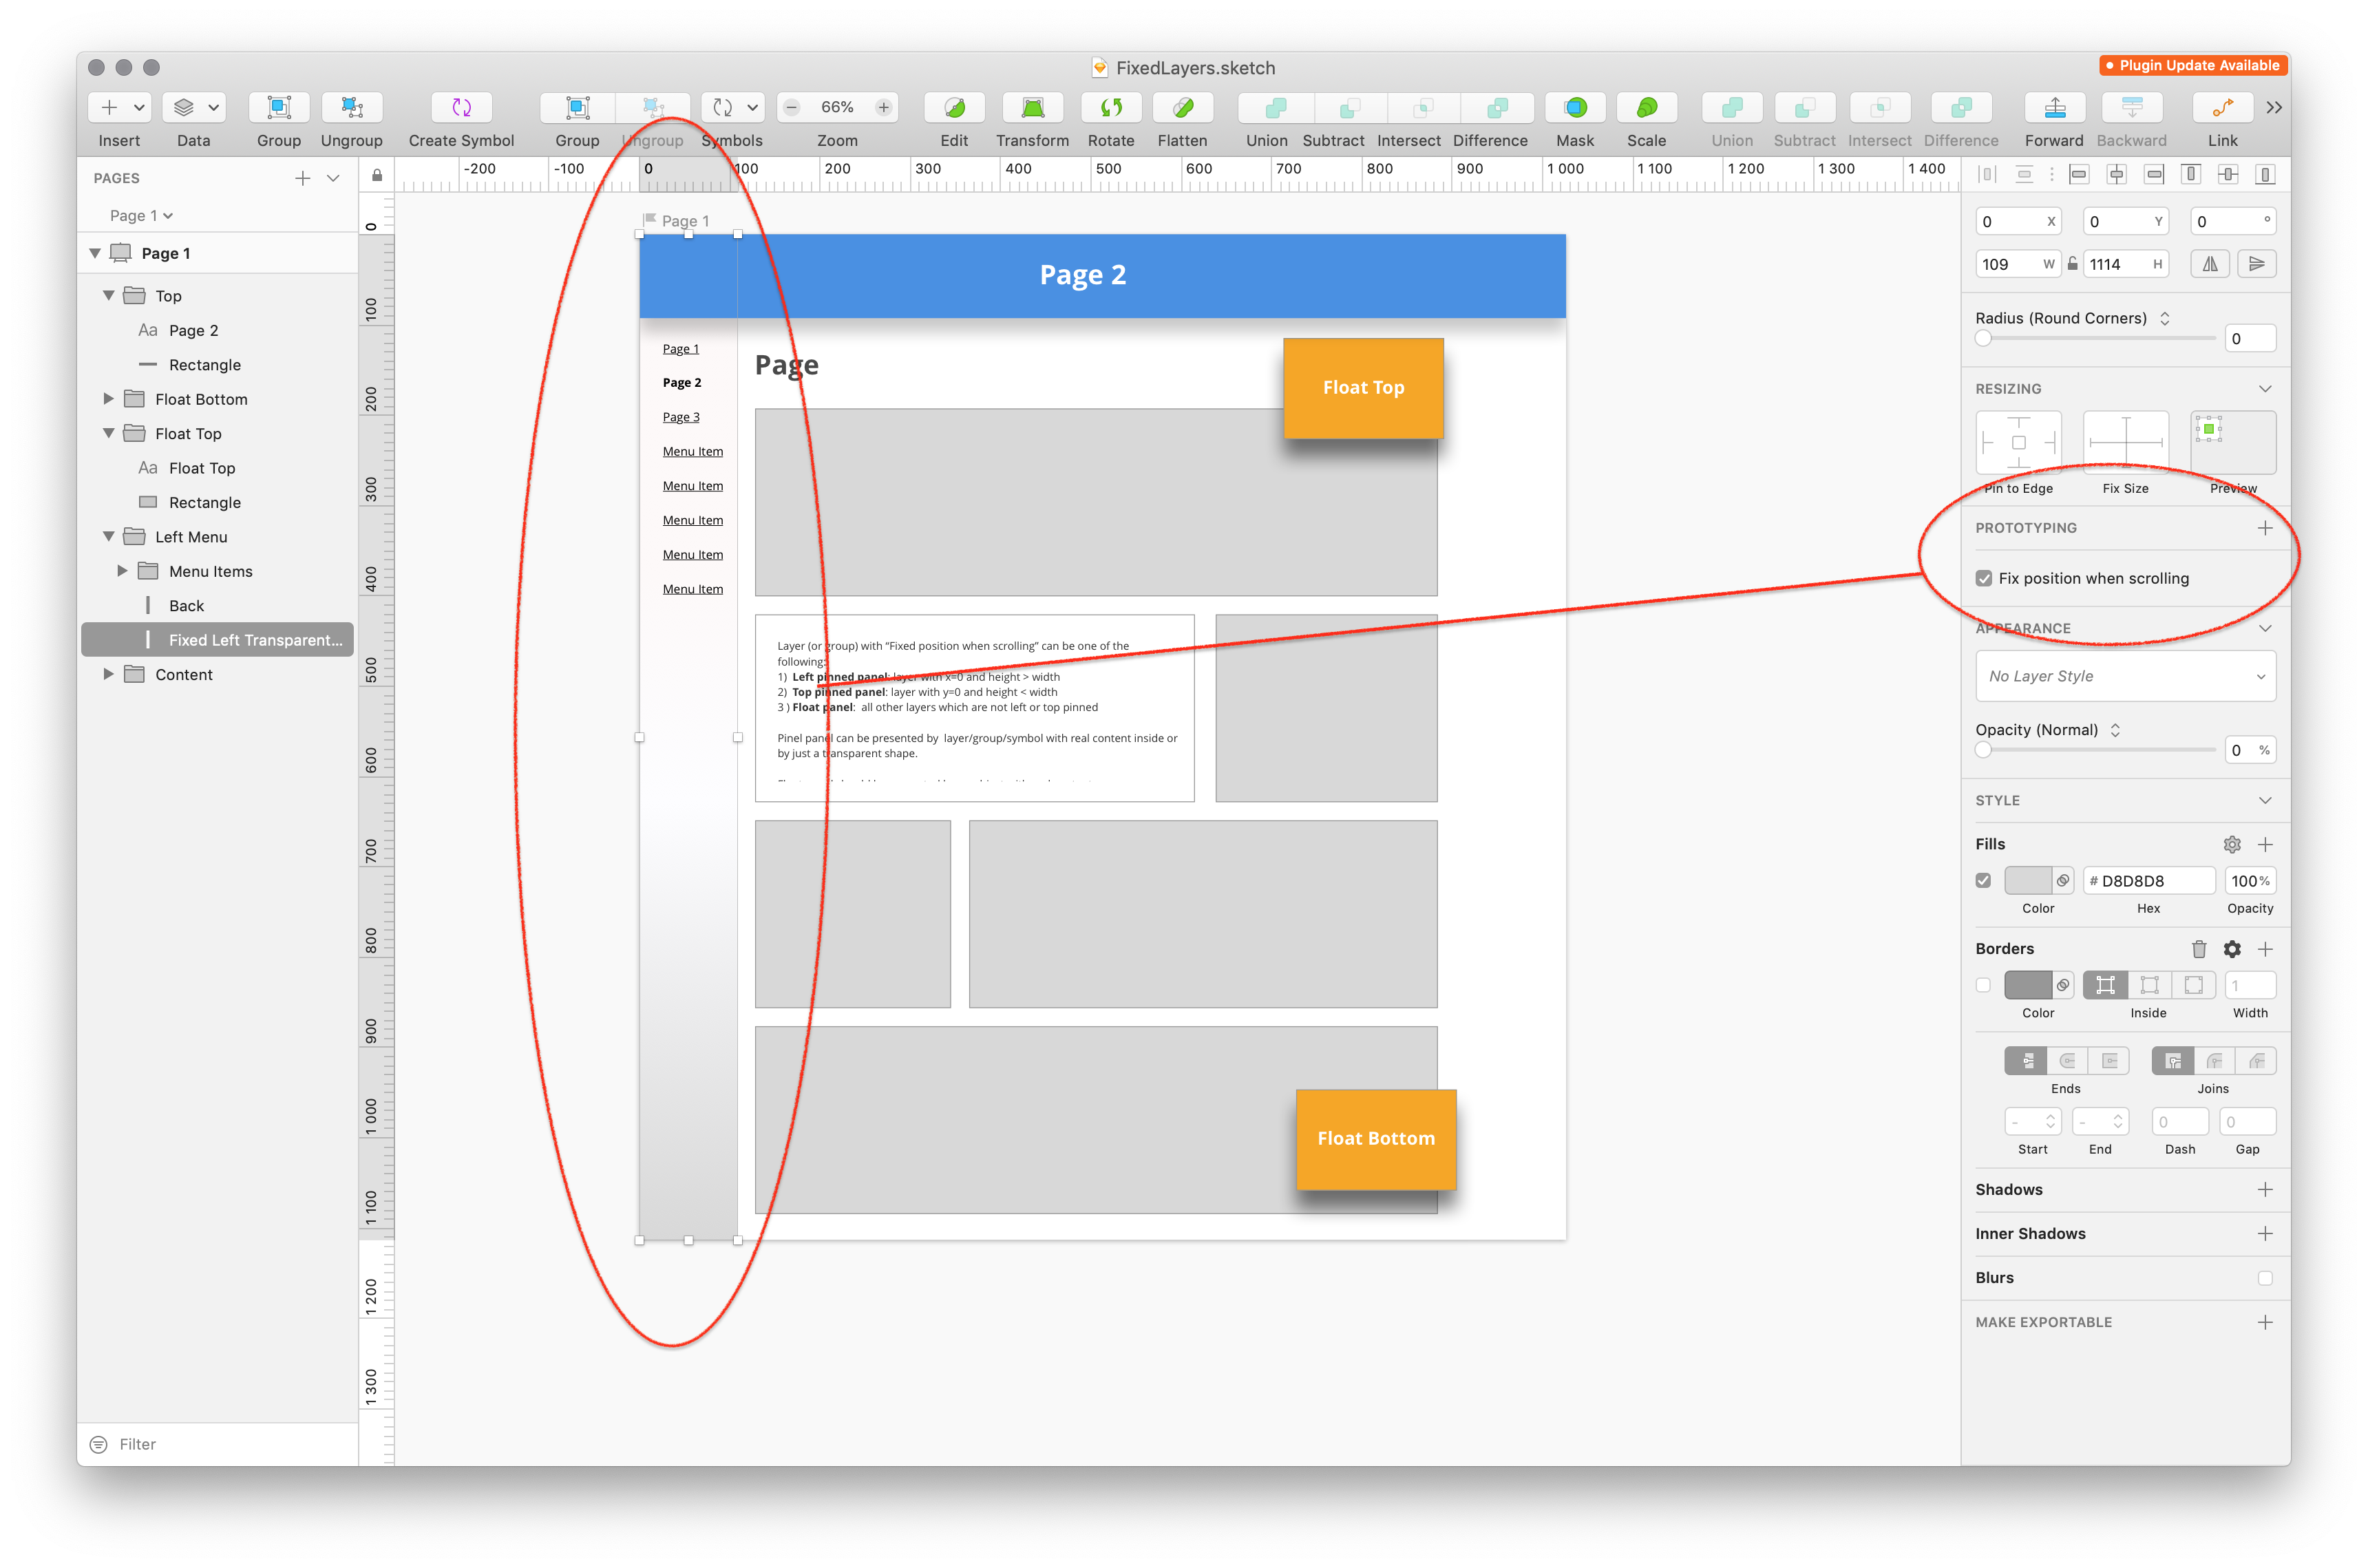 FixedLayers.sketch
Plugin Update Available
66%
Insert Data Group Ungroup Create Symbol Group Ungroup Symbols Zoom Edit Transform Rotate Flatten Union Subtract Intersect Difference Mask Scale Union Subtract Intersect Difference Forward Backward Link
PAGES
Page 1
Page 1
Top
Aa Page 2
Rectangle
Float Bottom
Float Top
Aa Float Top
Rectangle
Left Menu
Menu Items
Back
Fixed Left Transparent...
Content
Filter
-200 -100 0 100 200 300 400 500 600 700 800 900 1 000 1 100 1 200 1 300 1 400
0
100
200
300
400
500
600
700
800
900
1 000
1 100
1 200
1 300
Page 1
Page 2
Page 1
Page 2
Page 3
Menu Item
Menu Item
Menu Item
Menu Item
Menu Item
Page
Float Top
Layer (or group) with “Fixed position when scrolling” can be one of the
following:
1) Left pinned panel: layer with x=0 and height > width
2) Top pinned panel: layer with y=0 and height < width
3 ) Float panel: all other layers which are not left or top pinned
Pinel panel can be presented by layer/group/symbol with real content inside or
by just a transparent shape.
Float Bottom
0 X 0 Y 0 °
109 W 1114 H
Radius (Round Corners)
0
RESIZING
Pin to Edge Fix Size Preview
PROTOTYPING
Fix position when scrolling
APPEARANCE
No Layer Style
Opacity (Normal)
0 %
STYLE
Fills
# D8D8D8 100%
Color Hex Opacity
Borders
1
Color Inside Width
Ends Joins
- - 0 0
Start End Dash Gap
Shadows
Inner Shadows
Blurs
MAKE EXPORTABLE